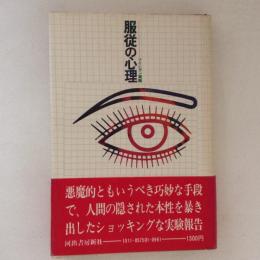 服従の心理
悪魔的ともいうべき巧妙な手段
で、人間の隠された本性を暴き
出したショッキングな実験報告
河出書房新社
1300円